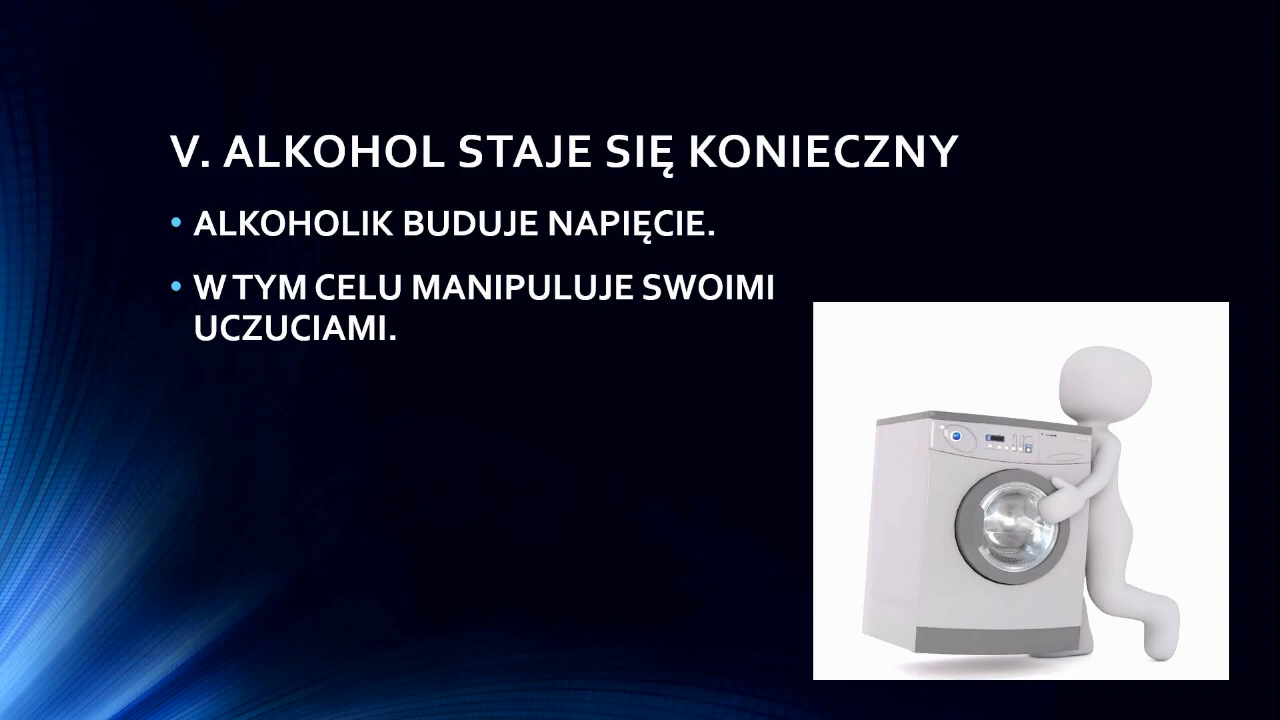 V. ALKOHOL STAJE SIĘ KONIECZNY
• ALKOHOLIK BUDUJE NAPIĘCIE.
• W TYM CELU MANIPULUJE SWOIMI
UCZUCIAMI.